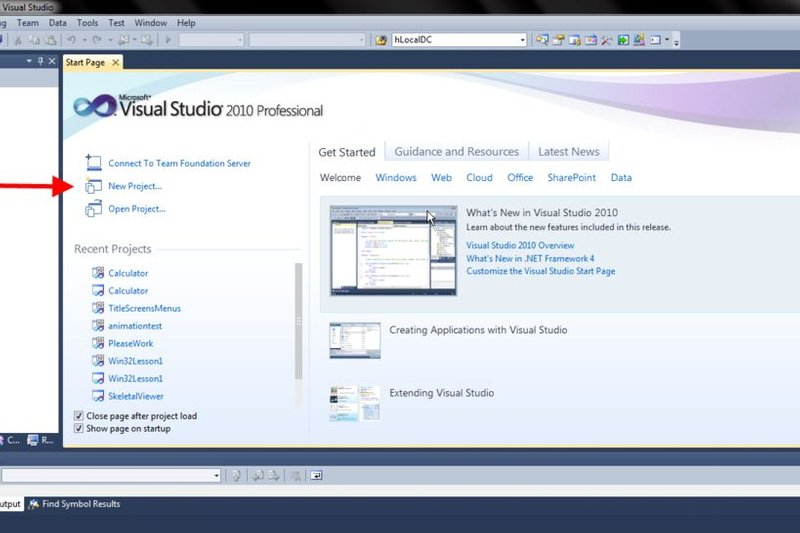 Visual Studio
Team Data Tools Test Window Help
hLocalDC
Start Page
Microsoft®
Visual Studio® 2010 Professional
Connect To Team Foundation Server
New Project...
Open Project...
Recent Projects
Calculator
Calculator
TitleScreensMenus
animationtest
PleaseWork
Win32Lesson1
Win32Lesson1
SkeletalViewer
Close page after project load
Show page on startup
Get Started Guidance and Resources Latest News
Welcome Windows Web Cloud Office SharePoint Data
What's New in Visual Studio 2010
Learn about the new features included in this release.
Visual Studio 2010 Overview
What's New in .NET Framework 4
Customize the Visual Studio Start Page
Creating Applications with Visual Studio
Extending Visual Studio
C... R...
utput Find Symbol Results